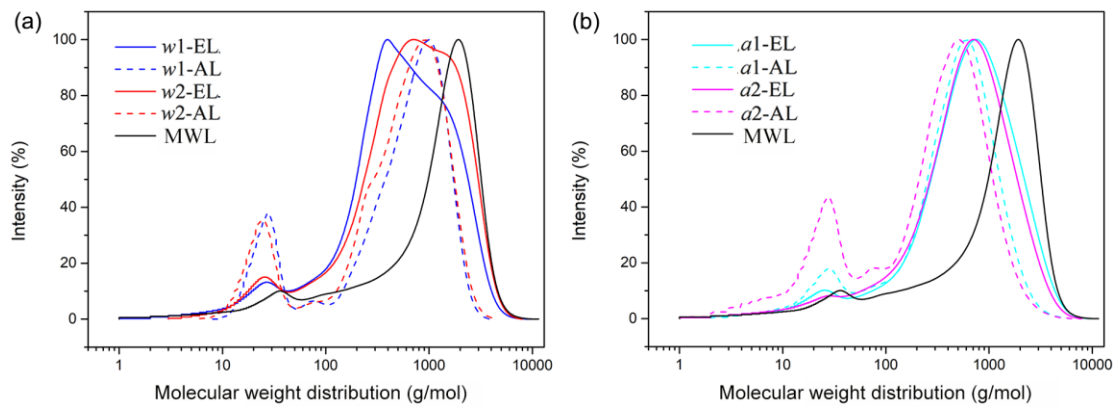 (a)
w1-EL
w1-AL
w2-EL
w2-AL
MWL
Intensity (%)
100
80
60
40
20
0
1
10
100
1000
10000
Molecular weight distribution (g/mol)
(b)
a1-EL
a1-AL
a2-EL
a2-AL
MWL
Intensity (%)
100
80
60
40
20
0
1
10
100
1000
10000
Molecular weight distribution (g/mol)